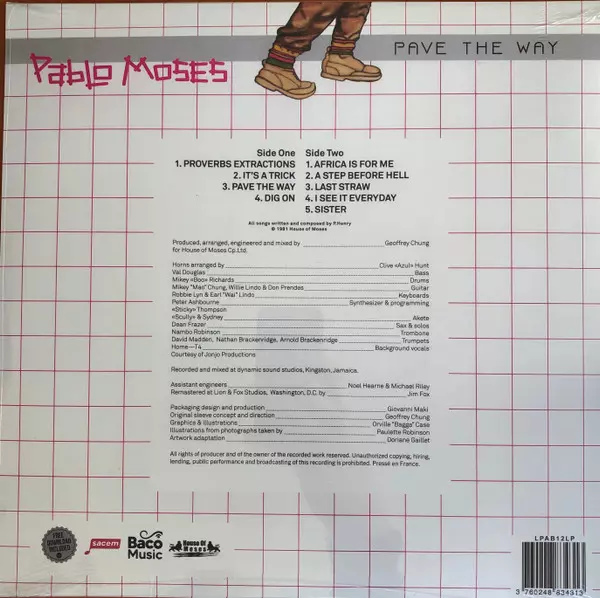 PAVE THE WAY
Pablo Moses
Side One
1. PROVERBS EXTRACTIONS
2. IT'S A TRICK
3. PAVE THE WAY
4. DIG ON
Side Two
1. AFRICA IS FOR ME
2. A STEP BEFORE HELL
3. LAST STRAW
4. I SEE IT EVERYDAY
5. SISTER
All songs written and composed by P.Henry
© 1981 House of Moses
Produced, arranged, engineered and mixed by Geoffrey Chung
for House of Moses Cp.Ltd.
Horns arranged by Clive «Azul» Hunt
Val Douglas Bass
Mikey «Boo» Richards Drums
Mikey "Mao" Chung, Willie Lindo & Don Prendes Guitar
Robbie Lyn & Earl "Wai" Lindo Keyboards
Peter Ashbourne Synthesizer & programming
«Sticky» Thompson
«Scully» & Sydney Akete
Dean Frazer Sax & solos
Nambo Robinson Trombone
David Madden, Nathan Brackenridge, Arnold Brackenridge Trumpets
Home—T4 Background vocals
Courtesy of Jonjo Productions
Recorded and mixed at dynamic sound studios, Kingston, Jamaica.
Assistant engineers Noel Hearne & Michael Riley
Remastered at Lion & Fox Studios, Washington, D.C. by Jim Fox
Packaging design and production Giovanni Maki
Original sleeve concept and direction Geoffrey Chung
Graphics & Illustrations Orville "Bagga" Case
Illustrations from photographs taken by Paulette Robinson
Artwork adaptation Doriane Gaillet
All rights of producer and of the owner of the recorded work reserved. Unauthorized copying, hiring,
lending, public performance and broadcasting of this recording is prohibited. Pressé en France.
FREE
DOWNLOAD
INCLUDED
sacem
Baco
Music
House Of
Moses
LPAB12LP
3 760248 834313